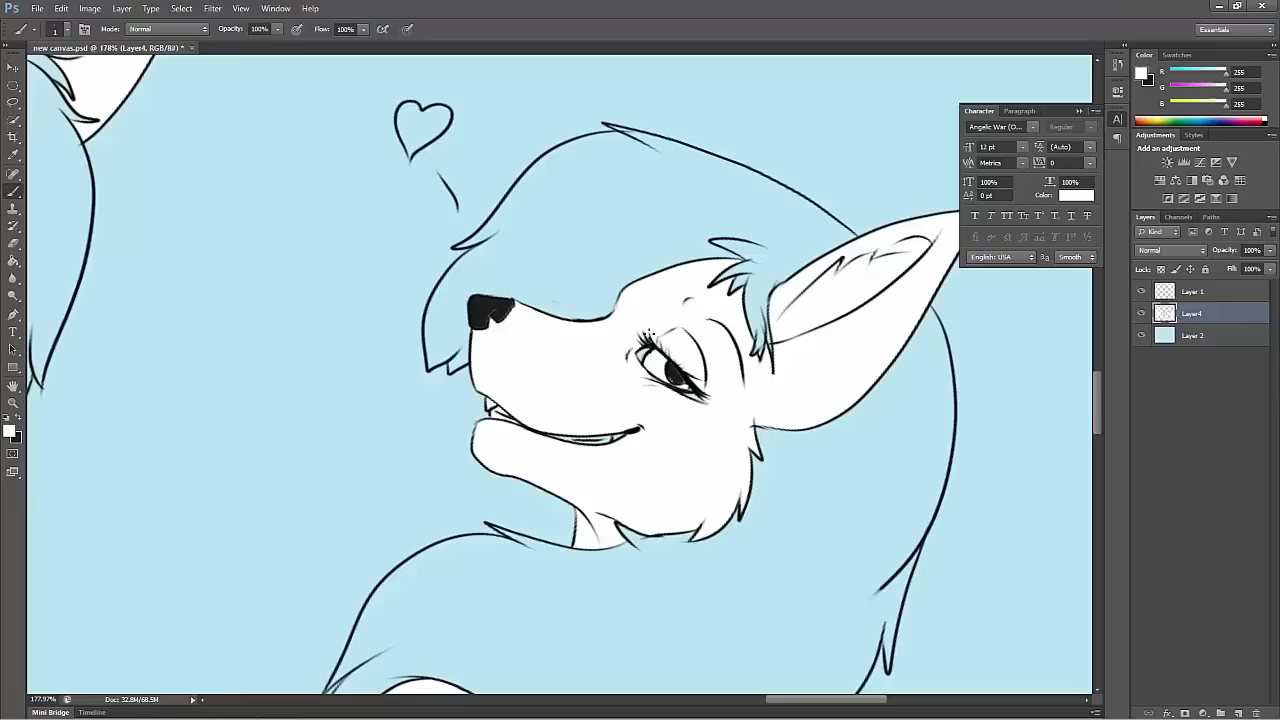 Ps File Edit Image Layer Type Select Filter View Window Help
1 Mode: Normal Opacity: 100% Flow: 100% Essentials
new canvas.psd @ 178% (Layer4, RGB/8#) * ×
Color Swatches
R 255
G 255
B 255
Character Paragraph
Angelic War (O... Regular
12 pt (Auto)
Metrics 0
100% 100%
0 pt Color:
English: USA Smooth
Adjustments Styles
Add an adjustment
Layers Channels Paths
Kind
Normal Opacity: 100%
Lock: Fill: 100%
Layer 1
Layer4
Layer 2
177.97% Doc: 32.8M/68.5M
Mini Bridge Timeline